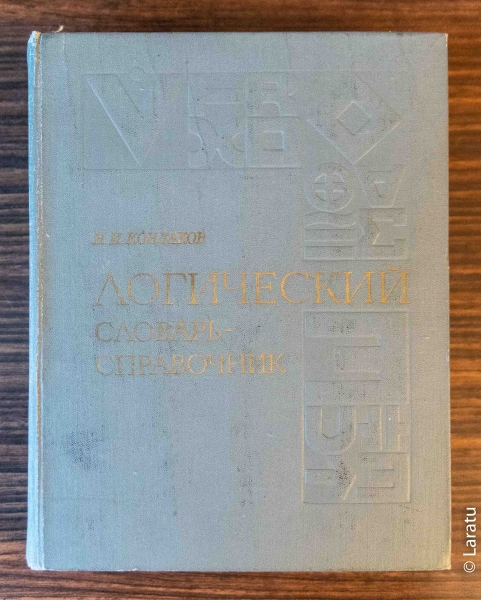 Н. И. КОНДАКОВ
ЛОГИЧЕСКИЙ
СЛОВАРЬ-
СПРАВОЧНИК
© Laratu